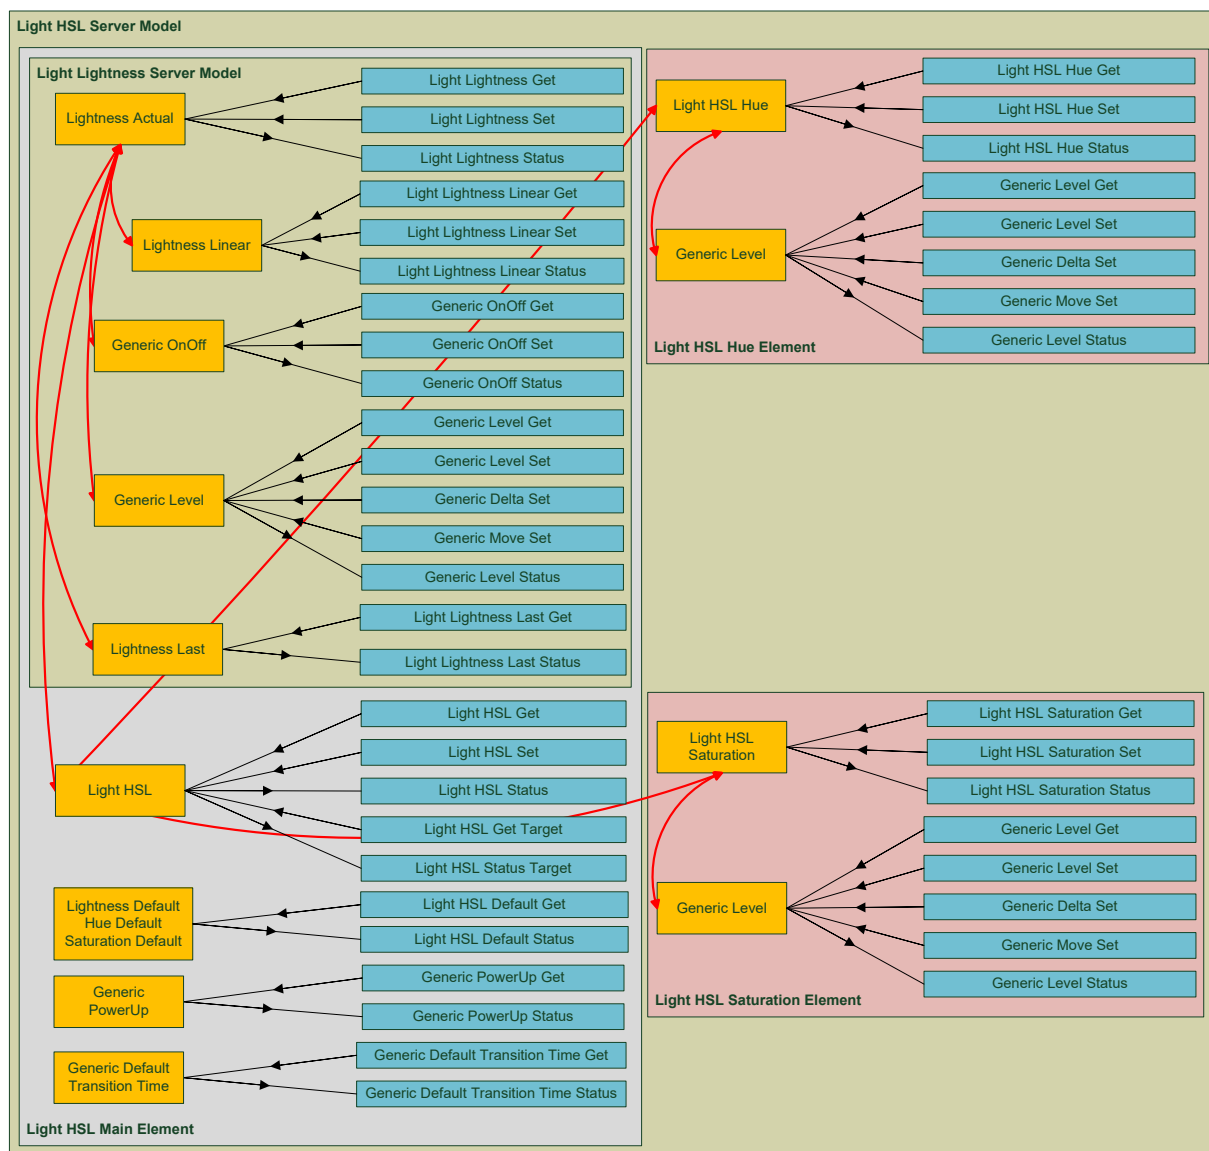 Light HSL Server Model
Light Lightness Server Model
Lightness Actual
Light Lightness Get
Light Lightness Set
Light Lightness Status
Lightness Linear
Light Lightness Linear Get
Light Lightness Linear Set
Light Lightness Linear Status
Generic OnOff
Generic OnOff Get
Generic OnOff Set
Generic OnOff Status
Generic Level
Generic Level Get
Generic Level Set
Generic Delta Set
Generic Move Set
Generic Level Status
Lightness Last
Light Lightness Last Get
Light Lightness Last Status
Light HSL
Light HSL Get
Light HSL Set
Light HSL Status
Light HSL Get Target
Light HSL Status Target
Lightness Default
Hue Default
Saturation Default
Light HSL Default Get
Light HSL Default Status
Generic
PowerUp
Generic PowerUp Get
Generic PowerUp Status
Generic Default
Transition Time
Generic Default Transition Time Get
Generic Default Transition Time Status
Light HSL Main Element
Light HSL Hue
Light HSL Hue Get
Light HSL Hue Set
Light HSL Hue Status
Generic Level
Generic Level Get
Generic Level Set
Generic Delta Set
Generic Move Set
Generic Level Status
Light HSL Hue Element
Light HSL
Saturation
Light HSL Saturation Get
Light HSL Saturation Set
Light HSL Saturation Status
Generic Level
Generic Level Get
Generic Level Set
Generic Delta Set
Generic Move Set
Generic Level Status
Light HSL Saturation Element